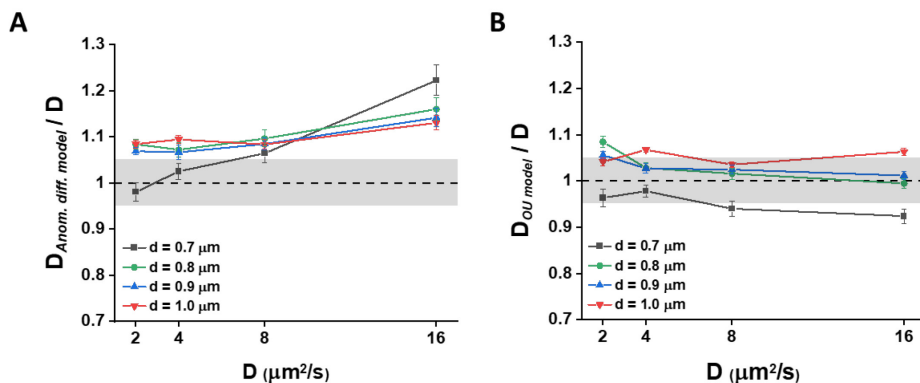 A
D Anom. diff. model / D
1.3
1.2
1.1
1
0.9
0.8
0.7
d = 0.7 μm
d = 0.8 μm
d = 0.9 μm
d = 1.0 μm
2 4 8 16
D (μm²/s)
B
D OU model / D
1.3
1.2
1.1
1
0.9
0.8
0.7
d = 0.7 μm
d = 0.8 μm
d = 0.9 μm
d = 1.0 μm
2 4 8 16
D (μm²/s)